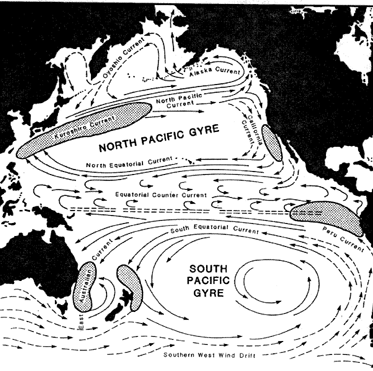 Oyashio Current
Alaska Current
North Pacific
Current
Kuroshiro Current
California
Current
NORTH PACIFIC GYRE
North Equatorial Current
Equatorial Counter Current
South Equatorial Current
Peru Current
East Australian Current
SOUTH
PACIFIC
GYRE
Southern West Wind Drift